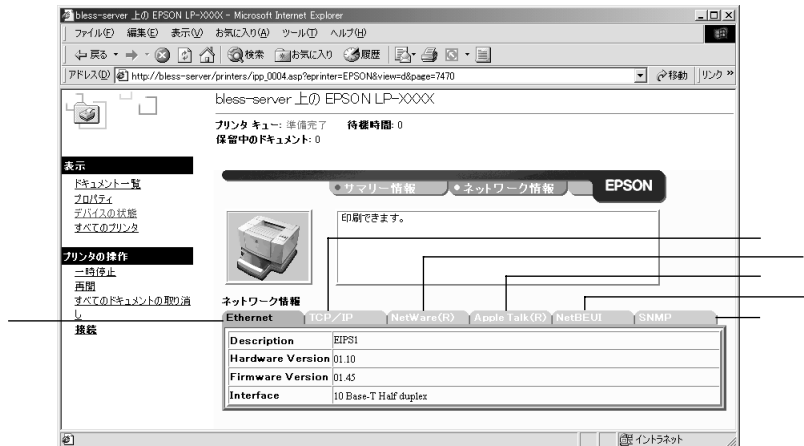 bless-server 上の EPSON LP-XXXX - Microsoft Internet Explorer
ファイル(F) 編集(E) 表示(V) お気に入り(A) ツール(T) ヘルプ(H)
戻る 検索 お気に入り 履歴
アドレス(D) http://bless-server/printers/ipp_0004.asp?eprinter=EPSON&view=d&page=7470 移動 リンク »
bless-server 上の EPSON LP-XXXX
プリンタ キュー: 準備完了 待機時間: 0
保留中のドキュメント: 0
表示
ドキュメント一覧
プロパティ
デバイスの状態
すべてのプリンタ
プリンタの操作
一時停止
再開
すべてのドキュメントの取り消
し
接続
サマリー情報 ネットワーク情報 EPSON
印刷できます。
ネットワーク情報
Ethernet TCP/IP NetWare(R) AppleTalk(R) NetBEUI SNMP
Description EIPS1
Hardware Version 01.10
Firmware Version 01.45
Interface 10 Base-T Half duplex
イントラネット